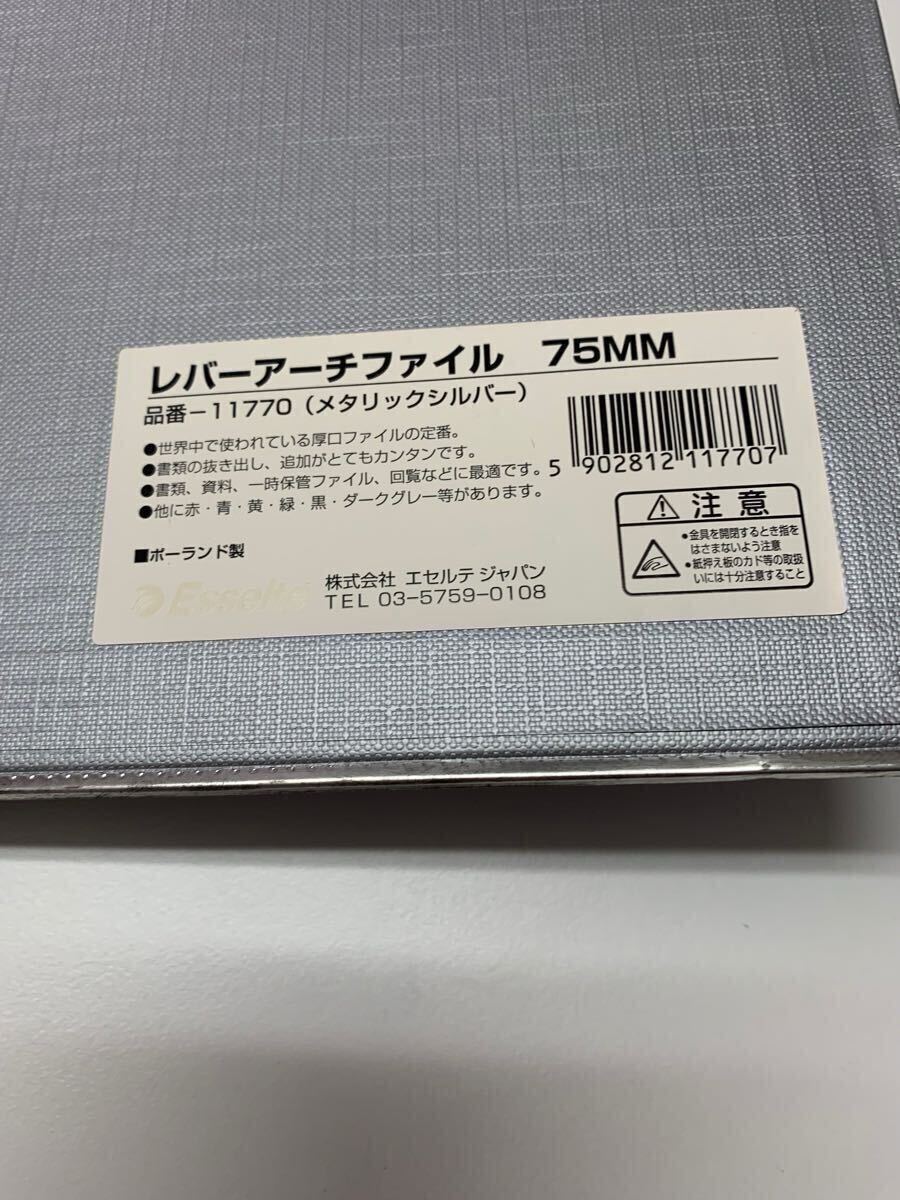 レバーアーチファイル 75MM
品番-11770(メタリックシルバー)
●世界中で使われている厚口ファイルの定番。
●書類の抜き出し、追加がとてもカンタンです。
●書類、資料、一時保管ファイル、回覧などに最適です。
●他に赤・青・黄・緑・黒・ダークグレー等があります。
■ポーランド製
Esselte
株式会社 エセルテ ジャパン
TEL 03-5759-0108
5 902812 117707
注意
●金具を開閉するとき指を
はさまないよう注意
●紙押え板のカド等の取扱
いには十分注意すること